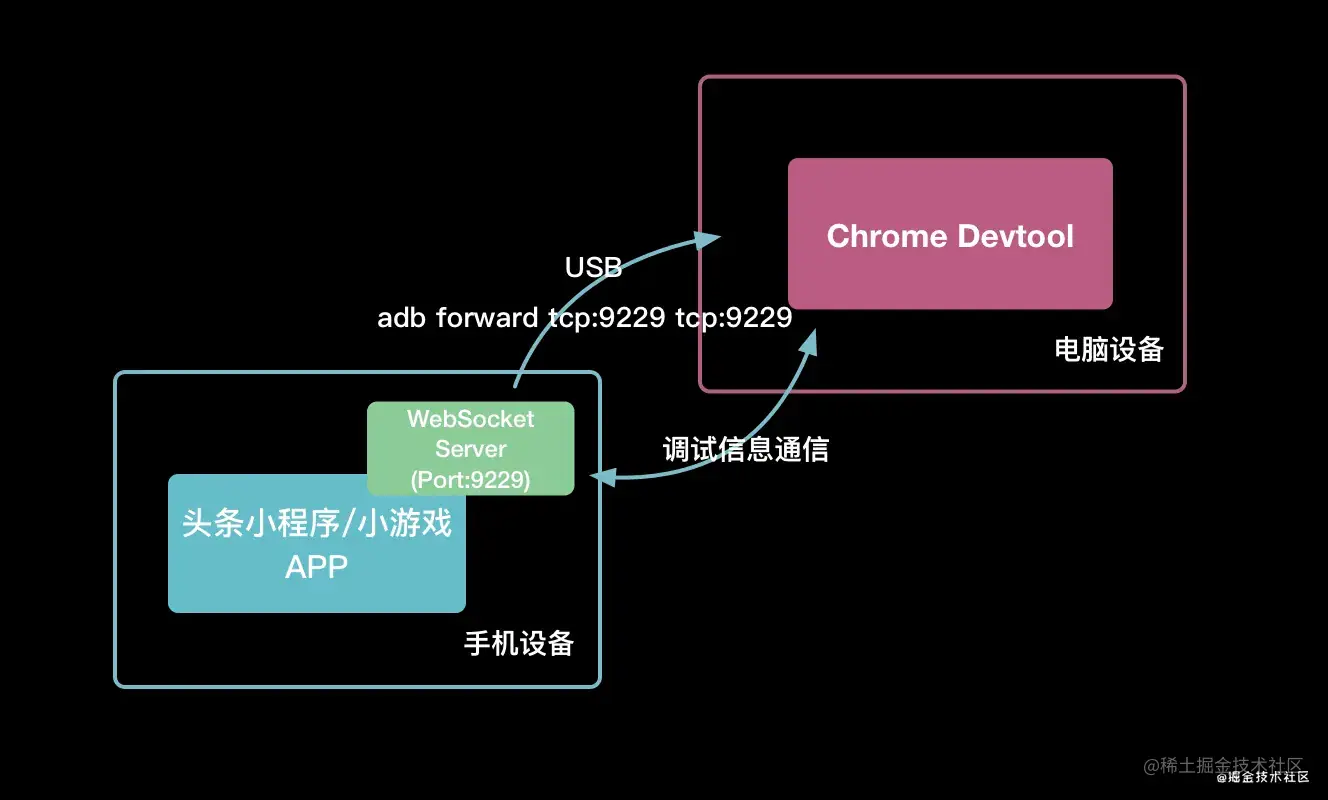 Chrome Devtool
USB
adb forward tcp:9229 tcp:9229
电脑设备
WebSocket
Server
(Port:9229)
调试信息通信
头条小程序/小游戏
APP
手机设备
@稀土掘金技术社区
@掘金技术社区